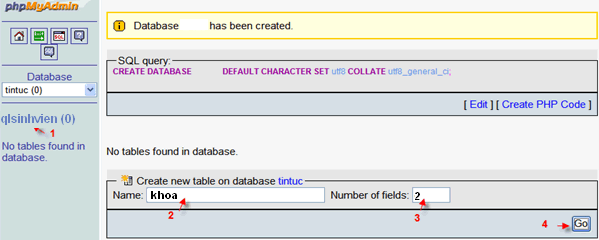 phpMyAdmin
SQL
Database
tintuc (0)
qlsinhvien (0)
1
No tables found in
database.
Database has been created.
SQL query:
CREATE DATABASE DEFAULT CHARACTER SET utf8 COLLATE utf8_general_ci;
[ Edit ] [ Create PHP Code ]
No tables found in database.
Create new table on database tintuc
Name: khoa Number of fields: 2
2 3
4 Go